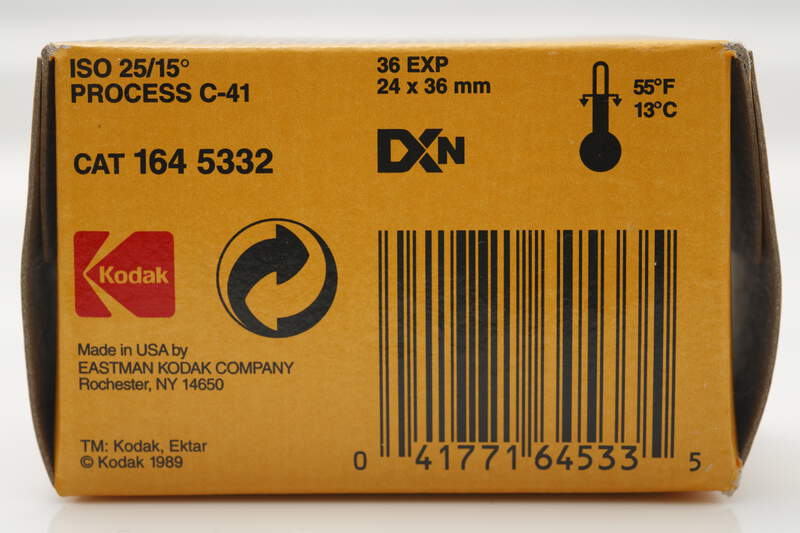 ISO 25/15°
PROCESS C-41
36 EXP
24 x 36 mm
55°F
13°C
CAT 164 5332
DXN
Kodak
Made in USA by
EASTMAN KODAK COMPANY
Rochester, NY 14650
TM: Kodak, Ektar
© Kodak 1989
0 41771 64533 5